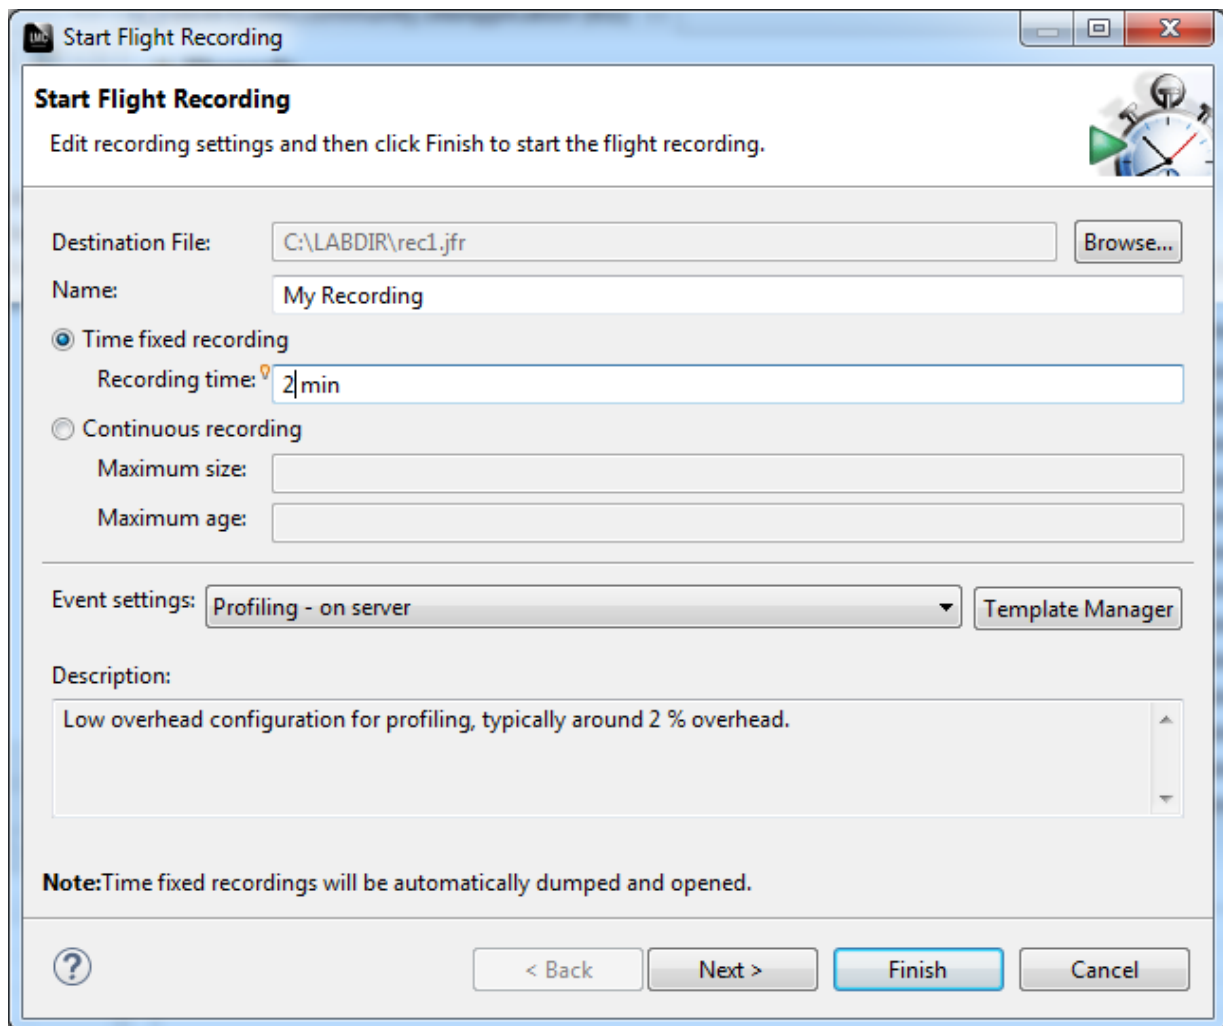 LMC Start Flight Recording
Start Flight Recording
Edit recording settings and then click Finish to start the flight recording.
Destination File: C:\LABDIR\rec1.jfr Browse...
Name: My Recording
Time fixed recording
Recording time: 2 min
Continuous recording
Maximum size:
Maximum age:
Event settings: Profiling - on server Template Manager
Description:
Low overhead configuration for profiling, typically around 2 % overhead.
Note:Time fixed recordings will be automatically dumped and opened.
? < Back Next > Finish Cancel